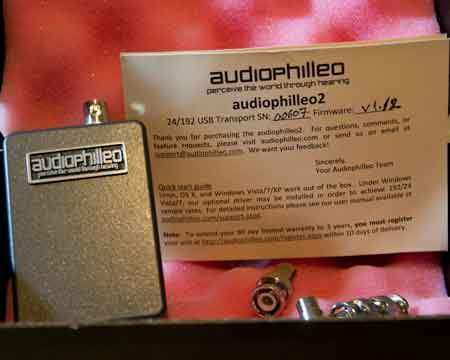 audiophilleo
perceive the world through hearing
audiophilleo
perceive the world through hearing
audiophilleo2
24/192 USB Transport SN: 00607 Firmware: v1.
Thank you for purchasing the audiophilleo2. For questions, comments, or
feature requests, please visit audiophilleo.com or send us an email at
support@audiophilleo.com. We want your feedback!
Sincerely,
Your Audiophilleo Team
Quick start guide
Linux, OS X, and Windows Vista/7/XP work out of the box. Under Windows
Vista/7, our optional driver may be installed in order to achieve 192/24
sample rates. For detailed instructions please see our user manual available at
audiophilleo.com/support.aspx.
Note: To extend your 90 day limited warranty to 3 years, you must register
your unit at http://audiophilleo.com/register.aspx within 10 days of delivery.